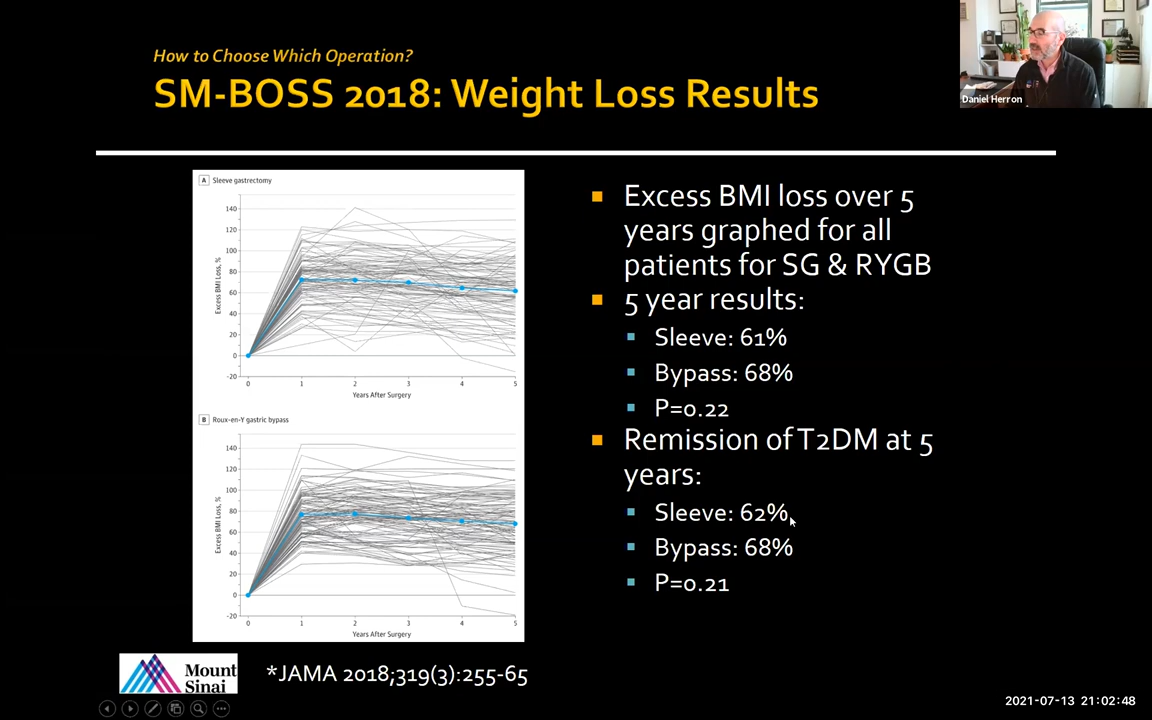 How to Choose Which Operation?
SM-BOSS 2018: Weight Loss Results
Daniel Herron
A Sleeve gastrectomy
140
120
100
80
60
40
20
0
-20
Excess BMI Loss, %
0 1 2 3 4 5
Years After Surgery
B Roux-en-Y gastric bypass
140
120
100
80
60
40
20
0
-20
Excess BMI Loss, %
0 1 2 3 4 5
Years After Surgery
Excess BMI loss over 5
years graphed for all
patients for SG & RYGB
5 year results:
Sleeve: 61%
Bypass: 68%
P=0.22
Remission of T2DM at 5
years:
Sleeve: 62%
Bypass: 68%
P=0.21
Mount
Sinai
*JAMA 2018;319(3):255-65
2021-07-13 21:02:48